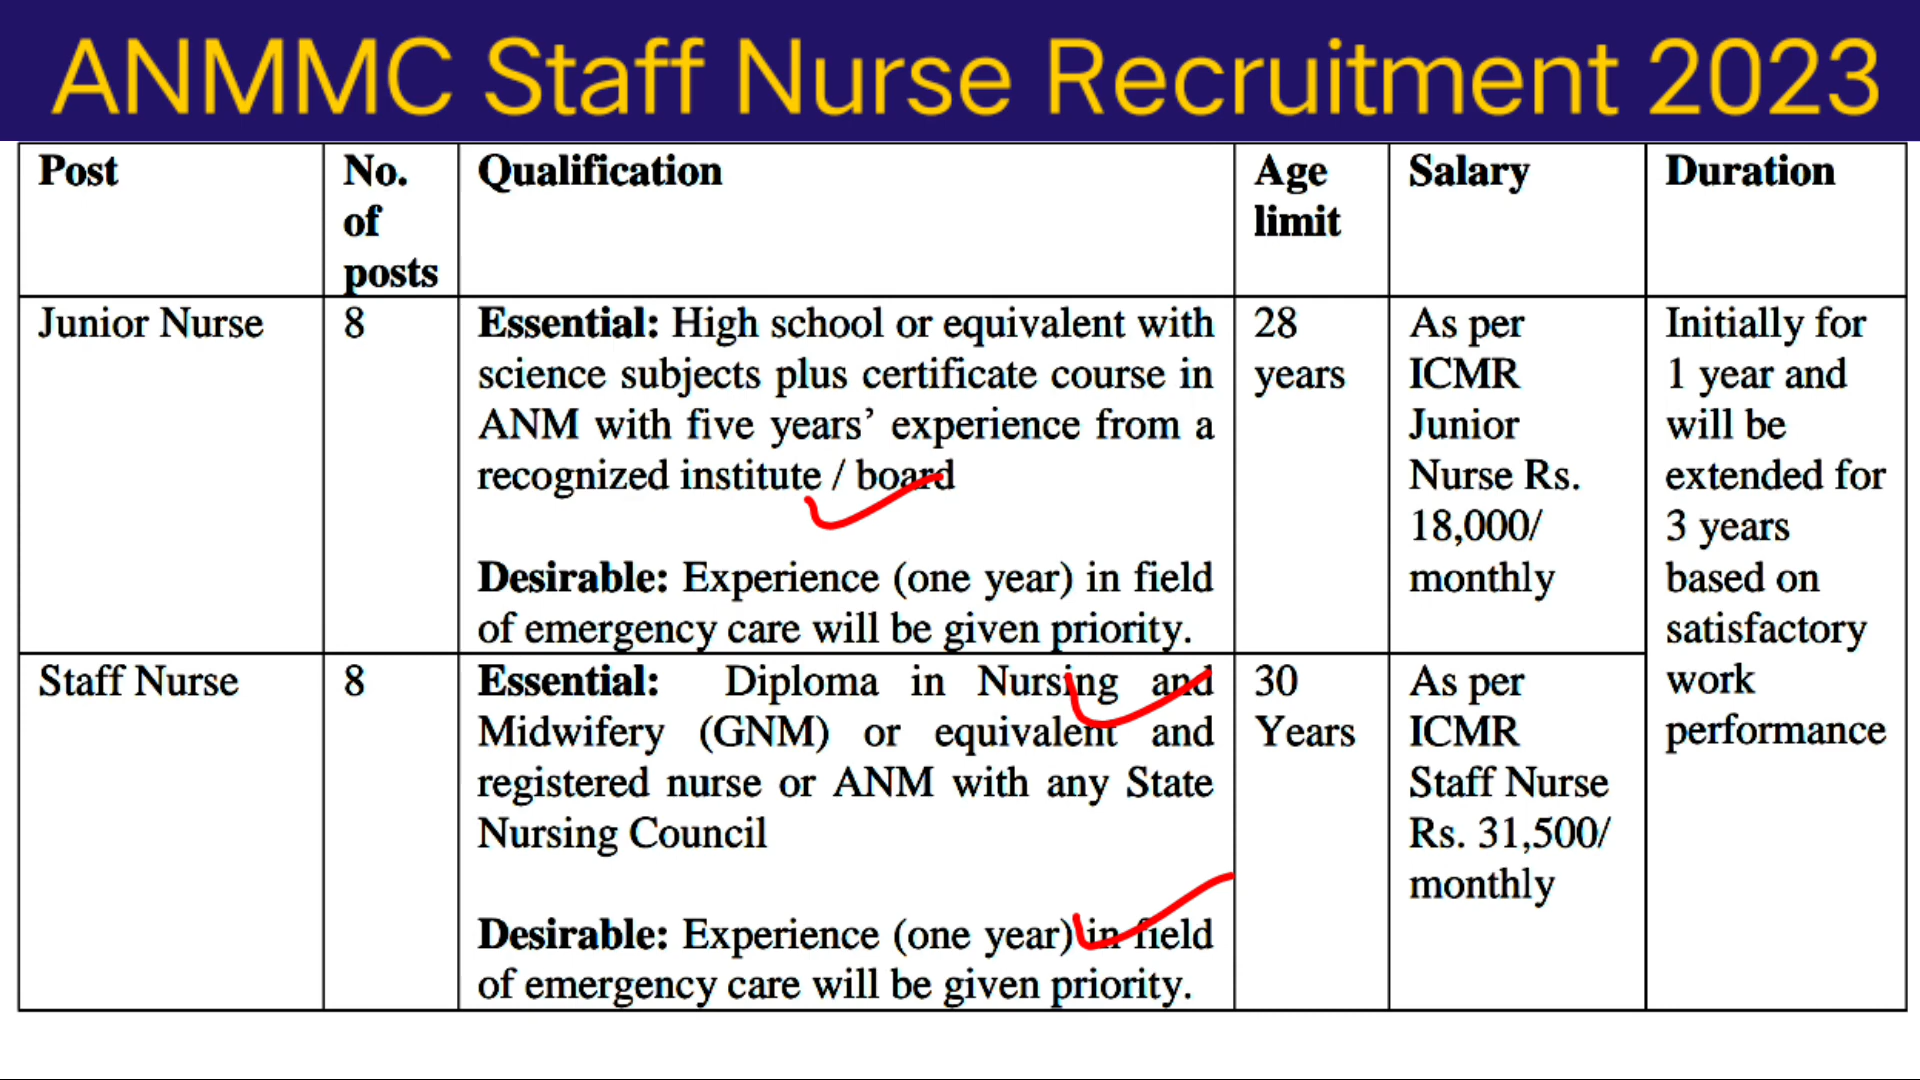 ANMMC Staff Nurse Recruitment 2023
Post
No.
of
posts
Qualification
Age
limit
Salary
Duration
Junior Nurse
8
Essential: High school or equivalent with
science subjects plus certificate course in
ANM with five years’ experience from a
recognized institute / board
Desirable: Experience (one year) in field
of emergency care will be given priority.
28
years
As per
ICMR
Junior
Nurse Rs.
18,000/
monthly
Initially for
1 year and
will be
extended for
3 years
based on
satisfactory
work
performance
Staff Nurse
8
Essential: Diploma in Nursing and
Midwifery (GNM) or equivalent and
registered nurse or ANM with any State
Nursing Council
Desirable: Experience (one year) in field
of emergency care will be given priority.
30
Years
As per
ICMR
Staff Nurse
Rs. 31,500/
monthly